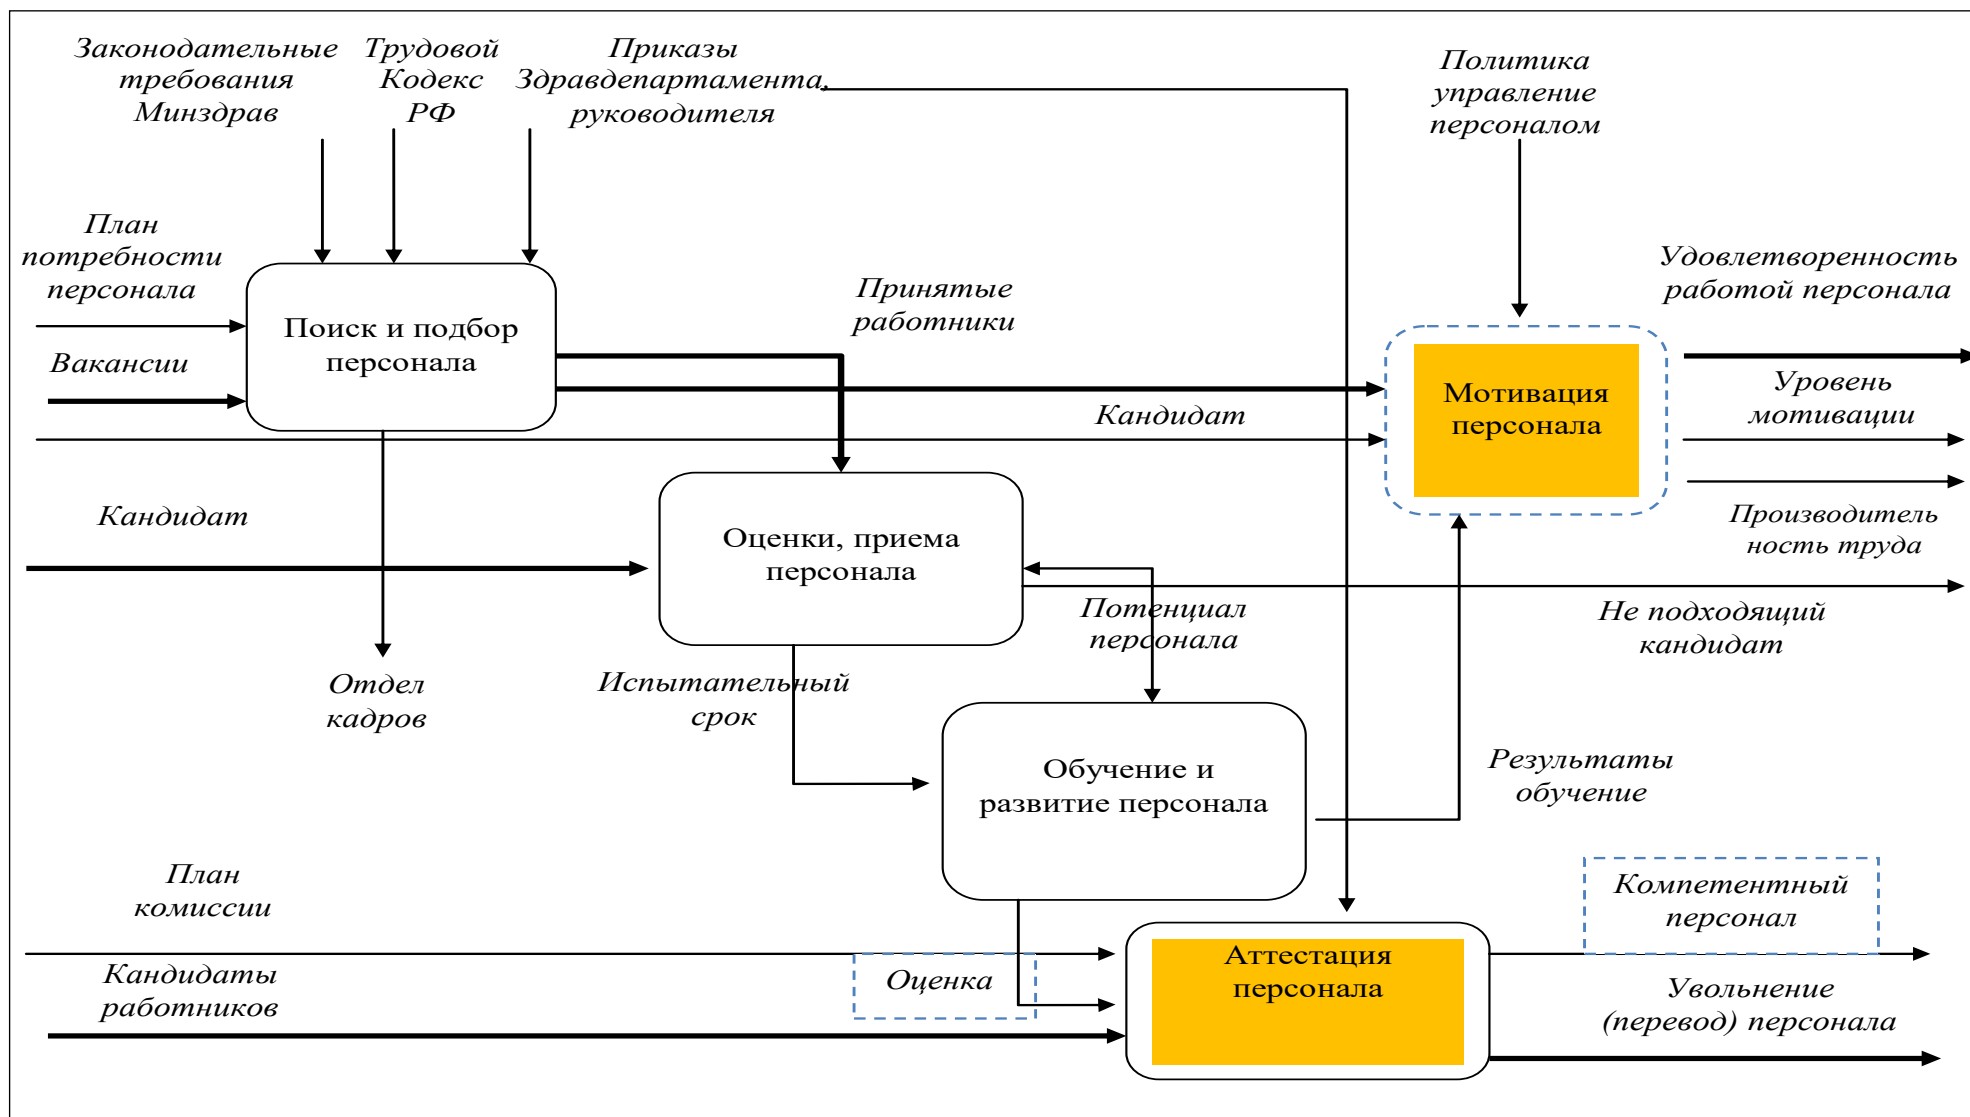 Законодательные
требования
Минздрав
Трудовой
Кодекс
РФ
Приказы
Здравдепартамента,
руководителя
Политика
управление
персоналом
План
потребности
персонала
Вакансии
Поиск и подбор
персонала
Принятые
работники
Кандидат
Мотивация
персонала
Удовлетворенность
работой персонала
Уровень
мотивации
Производитель
ность труда
Кандидат
Оценки, приема
персонала
Потенциал
персонала
Не подходящий
кандидат
Отдел
кадров
Испытательный
срок
Обучение и
развитие персонала
Результаты
обучение
План
комиссии
Кандидаты
работников
Оценка
Аттестация
персонала
Компетентный
персонал
Увольнение
(перевод) персонала